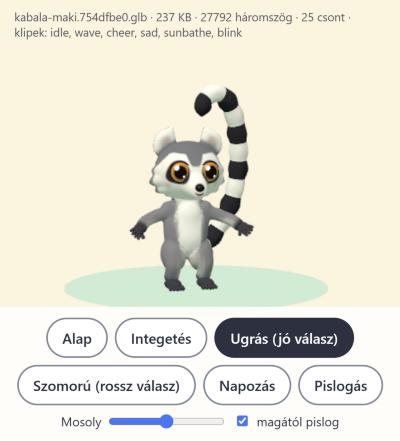 kabala-maki.754dfbe0.glb · 237 KB · 27792 háromszög · 25 csont ·
klipek: idle, wave, cheer, sad, sunbathe, blink
Alap
Integetés
Ugrás (jó válasz)
Szomorú (rossz válasz)
Napozás
Pislogás
Mosoly
magától pislog